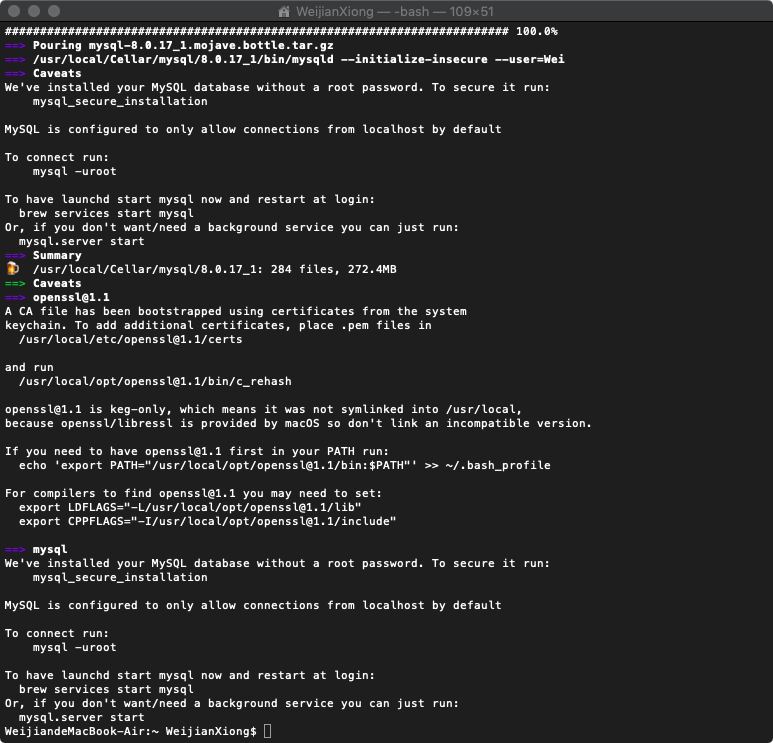 WeijianXiong — -bash — 109×51
######################################################################## 100.0%
==> Pouring mysql-8.0.17_1.mojave.bottle.tar.gz
==> /usr/local/Cellar/mysql/8.0.17_1/bin/mysqld --initialize-insecure --user=Wei
==> Caveats
We've installed your MySQL database without a root password. To secure it run:
    mysql_secure_installation

MySQL is configured to only allow connections from localhost by default

To connect run:
    mysql -uroot

To have launchd start mysql now and restart at login:
  brew services start mysql
Or, if you don't want/need a background service you can just run:
  mysql.server start
==> Summary
🍺  /usr/local/Cellar/mysql/8.0.17_1: 284 files, 272.4MB
==> Caveats
==> openssl@1.1
A CA file has been bootstrapped using certificates from the system
keychain. To add additional certificates, place .pem files in
  /usr/local/etc/openssl@1.1/certs

and run
  /usr/local/opt/openssl@1.1/bin/c_rehash

openssl@1.1 is keg-only, which means it was not symlinked into /usr/local,
because openssl/libressl is provided by macOS so don't link an incompatible version.

If you need to have openssl@1.1 first in your PATH run:
  echo 'export PATH="/usr/local/opt/openssl@1.1/bin:$PATH"' >> ~/.bash_profile

For compilers to find openssl@1.1 you may need to set:
  export LDFLAGS="-L/usr/local/opt/openssl@1.1/lib"
  export CPPFLAGS="-I/usr/local/opt/openssl@1.1/include"

==> mysql
We've installed your MySQL database without a root password. To secure it run:
    mysql_secure_installation

MySQL is configured to only allow connections from localhost by default

To connect run:
    mysql -uroot

To have launchd start mysql now and restart at login:
  brew services start mysql
Or, if you don't want/need a background service you can just run:
  mysql.server start
WeijiandeMacBook-Air:~ WeijianXiong$